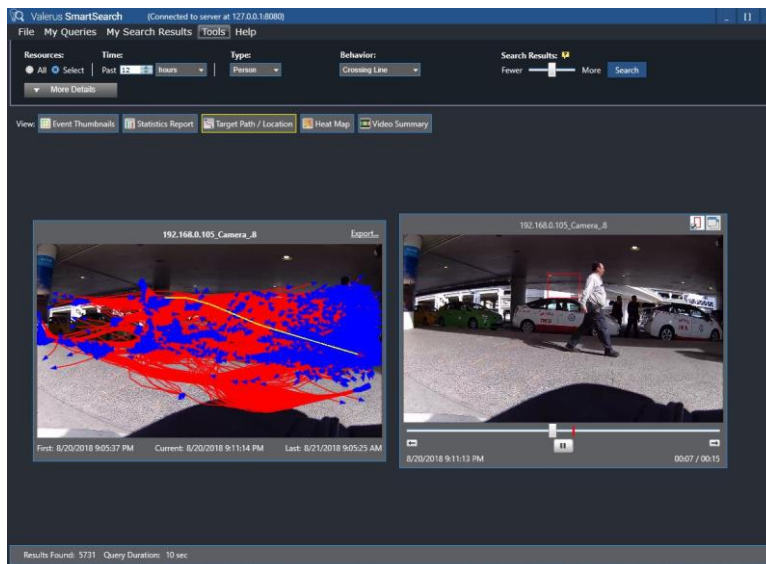 Valerus SmartSearch (Connected to server at 127.0.0.1:8080)
File My Queries My Search Results Tools Help
Resources: Time: Type: Behavior: Search Results:
All Select Past 12 hours Person Crossing Line Fewer More Search
More Details
View: Event Thumbnails Statistics Report Target Path / Location Heat Map Video Summary
192.168.0.105_Camera_.8 Export...
192.168.0.105_Camera_.8
First: 8/20/2018 9:05:37 PM Current: 8/20/2018 9:11:14 PM Last: 8/21/2018 9:05:25 AM
8/20/2018 9:11:13 PM 00:07 / 00:15
Results Found: 5731 Query Duration: 10 sec